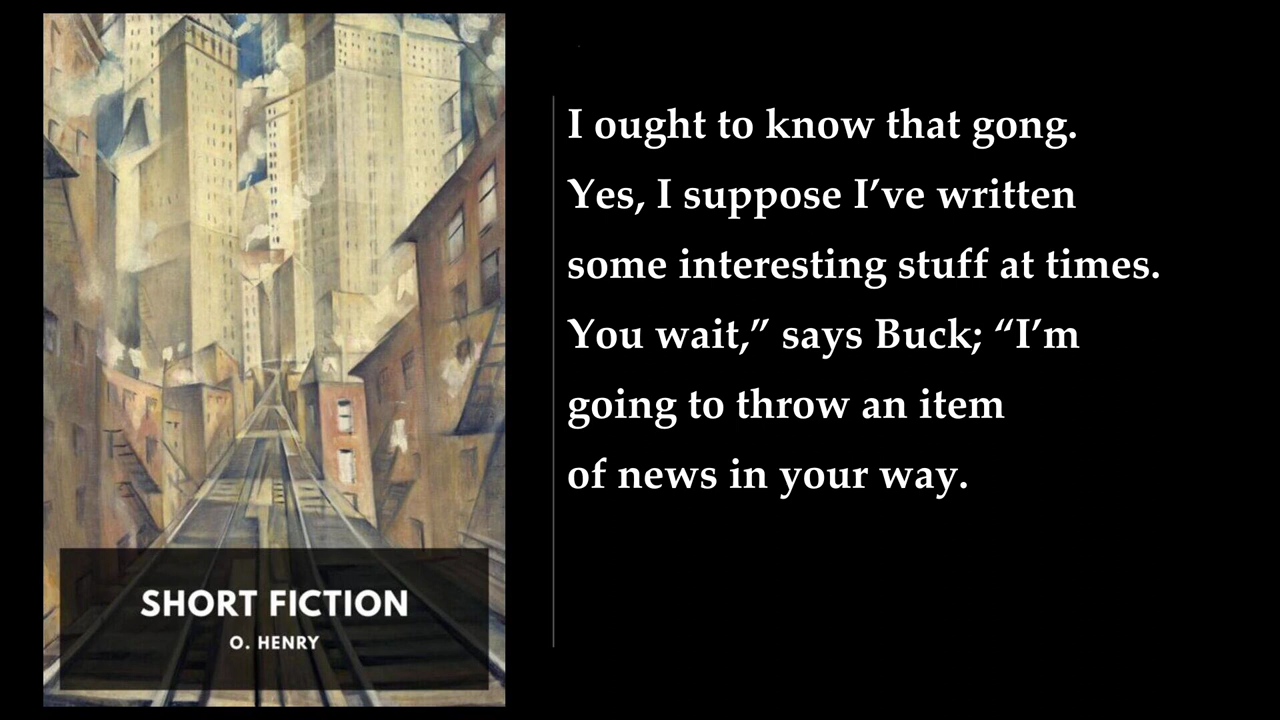 I ought to know that gong.
Yes, I suppose I’ve written
some interesting stuff at times.
You wait,” says Buck; “I’m
going to throw an item
of news in your way.
SHORT FICTION
O. HENRY